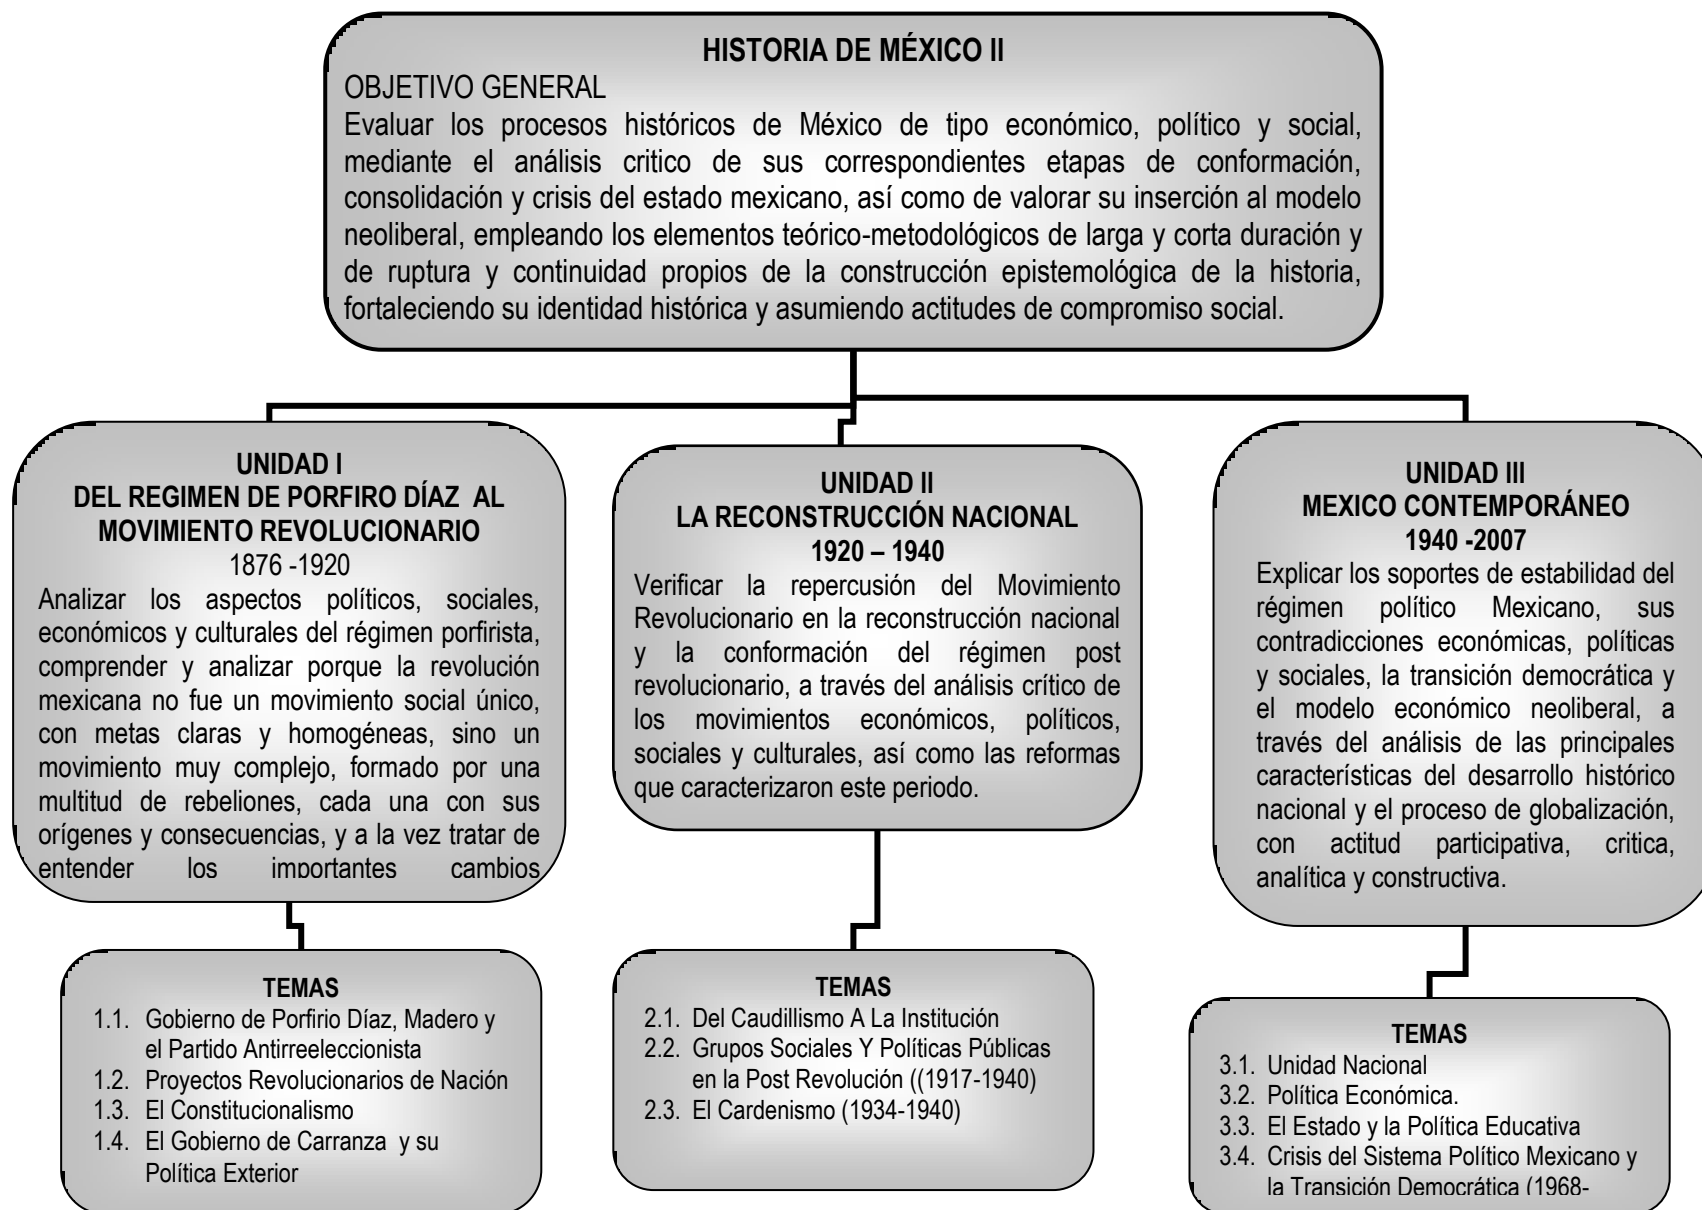 HISTORIA DE MÉXICO II
OBJETIVO GENERAL
Evaluar los procesos históricos de México de tipo económico, político y social,
mediante el análisis critico de sus correspondientes etapas de conformación,
consolidación y crisis del estado mexicano, así como de valorar su inserción al modelo
neoliberal, empleando los elementos teórico-metodológicos de larga y corta duración y
de ruptura y continuidad propios de la construcción epistemológica de la historia,
fortaleciendo su identidad histórica y asumiendo actitudes de compromiso social.
UNIDAD I
DEL REGIMEN DE PORFIRO DÍAZ AL
MOVIMIENTO REVOLUCIONARIO
1876 -1920
Analizar los aspectos políticos, sociales,
económicos y culturales del régimen porfirista,
comprender y analizar porque la revolución
mexicana no fue un movimiento social único,
con metas claras y homogéneas, sino un
movimiento muy complejo, formado por una
multitud de rebeliones, cada una con sus
orígenes y consecuencias, y a la vez tratar de
entender los importantes cambios
UNIDAD II
LA RECONSTRUCCIÓN NACIONAL
1920 – 1940
Verificar la repercusión del Movimiento
Revolucionario en la reconstrucción nacional
y la conformación del régimen post
revolucionario, a través del análisis crítico de
los movimientos económicos, políticos,
sociales y culturales, así como las reformas
que caracterizaron este periodo.
UNIDAD III
MEXICO CONTEMPORÁNEO
1940 -2007
Explicar los soportes de estabilidad del
régimen político Mexicano, sus
contradicciones económicas, políticas
y sociales, la transición democrática y
el modelo económico neoliberal, a
través del análisis de las principales
características del desarrollo histórico
nacional y el proceso de globalización,
con actitud participativa, critica,
analítica y constructiva.
TEMAS
1.1. Gobierno de Porfirio Díaz, Madero y
el Partido Antirreeleccionista
1.2. Proyectos Revolucionarios de Nación
1.3. El Constitucionalismo
1.4. El Gobierno de Carranza y su
Política Exterior
TEMAS
2.1. Del Caudillismo A La Institución
2.2. Grupos Sociales Y Políticas Públicas
en la Post Revolución ((1917-1940)
2.3. El Cardenismo (1934-1940)
TEMAS
3.1. Unidad Nacional
3.2. Política Económica.
3.3. El Estado y la Política Educativa
3.4. Crisis del Sistema Político Mexicano y
la Transición Democrática (1968-